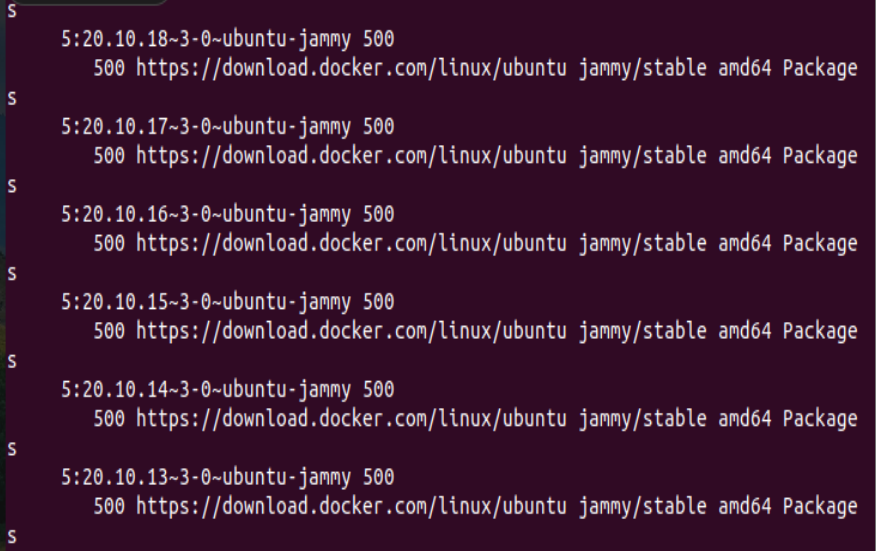 s
5:20.10.18~3-0~ubuntu-jammy 500
500 https://download.docker.com/linux/ubuntu jammy/stable amd64 Package
s
5:20.10.17~3-0~ubuntu-jammy 500
500 https://download.docker.com/linux/ubuntu jammy/stable amd64 Package
s
5:20.10.16~3-0~ubuntu-jammy 500
500 https://download.docker.com/linux/ubuntu jammy/stable amd64 Package
s
5:20.10.15~3-0~ubuntu-jammy 500
500 https://download.docker.com/linux/ubuntu jammy/stable amd64 Package
s
5:20.10.14~3-0~ubuntu-jammy 500
500 https://download.docker.com/linux/ubuntu jammy/stable amd64 Package
s
5:20.10.13~3-0~ubuntu-jammy 500
500 https://download.docker.com/linux/ubuntu jammy/stable amd64 Package
s